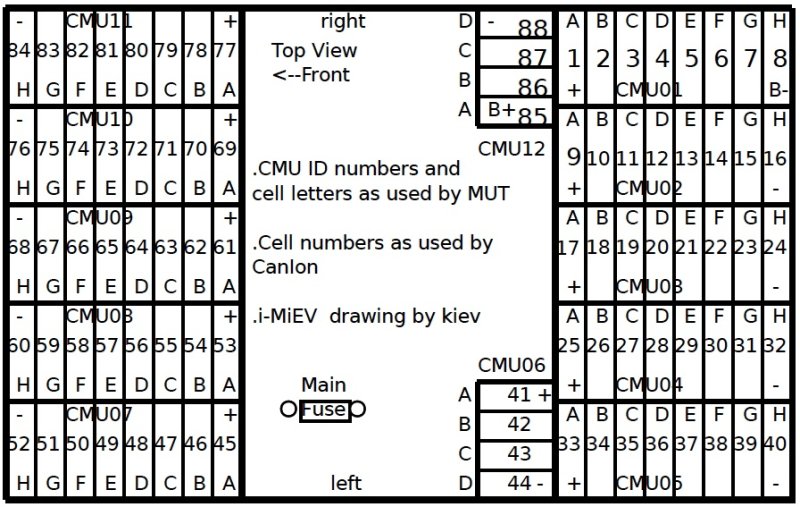 - CMU11 +
84 83 82 81 80 79 78 77
H G F E D C B A
- CMU10 +
76 75 74 73 72 71 70 69
H G F E D C B A
- CMU09 +
68 67 66 65 64 63 62 61
H G F E D C B A
- CMU08 +
60 59 58 57 56 55 54 53
H G F E D C B A
- CMU07 +
52 51 50 49 48 47 46 45
H G F E D C B A
right
Top View
<--Front
D - 88
C 87
B 86
A B+ 85
CMU12
.CMU ID numbers and
cell letters as used by MUT
.Cell numbers as used by
CanIon
.i-MiEV drawing by kiev
CMU06
Main
Fuse
A 41 +
B 42
C 43
D 44 -
left
A B C D E F G H
1 2 3 4 5 6 7 8
+ CMU01 B-
A B C D E F G H
9 10 11 12 13 14 15 16
+ CMU02 -
A B C D E F G H
17 18 19 20 21 22 23 24
+ CMU03 -
A B C D E F G H
25 26 27 28 29 30 31 32
+ CMU04 -
A B C D E F G H
33 34 35 36 37 38 39 40
+ CMU05 -